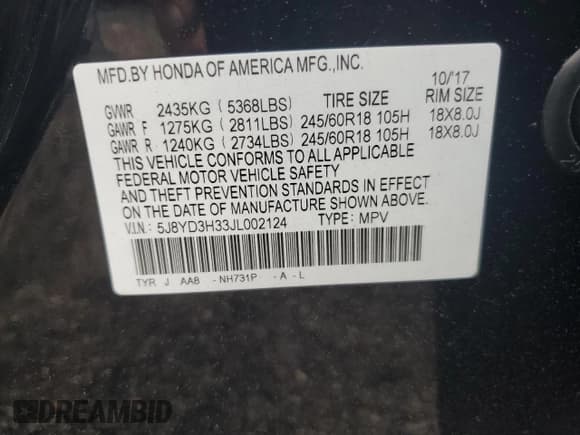 MFD.BY HONDA OF AMERICA MFG.,INC.
10/'17
GVWR 2435KG ( 5368LBS) TIRE SIZE RIM SIZE
GAWR F 1275KG ( 2811LBS) 245/60R18 105H 18X8.0J
GAWR R 1240KG ( 2734LBS) 245/60R18 105H 18X8.0J
THIS VEHICLE CONFORMS TO ALL APPLICABLE
FEDERAL MOTOR VEHICLE SAFETY
AND THEFT PREVENTION STANDARDS IN EFFECT
ON THE DATE OF MANUFACTURE SHOWN ABOVE.
V.I.N.: 5J8YD3H33JL002124 TYPE: MPV
TYR J AA8 -NH731P -A-L
DREAMBID